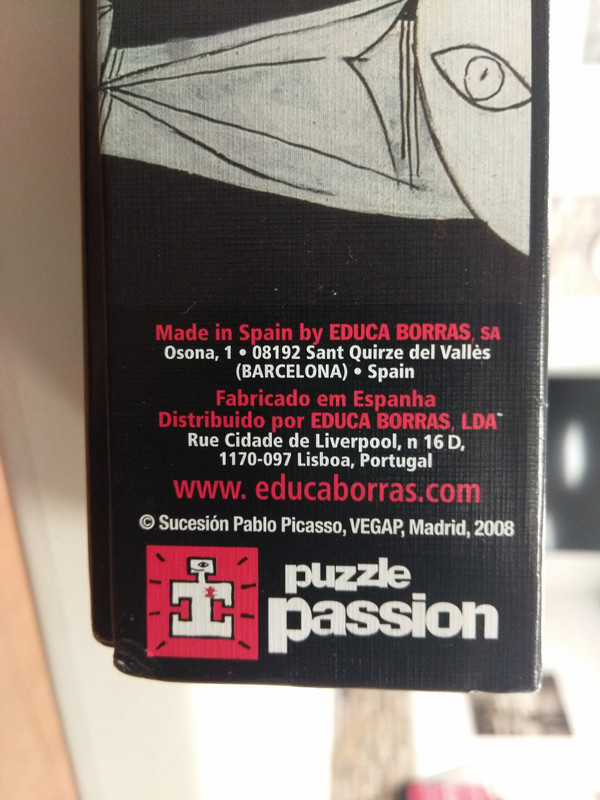 Made in Spain by EDUCA BORRAS, SA
Osona, 1 • 08192 Sant Quirze del Vallès
(BARCELONA) • Spain
Fabricado em Espanha
Distribuido por EDUCA BORRAS, LDA
Rue Cidade de Liverpool, n 16 D,
1170-097 Lisboa, Portugal
www. educaborras.com
© Sucesión Pablo Picasso, VEGAP, Madrid, 2008
puzzle
passion